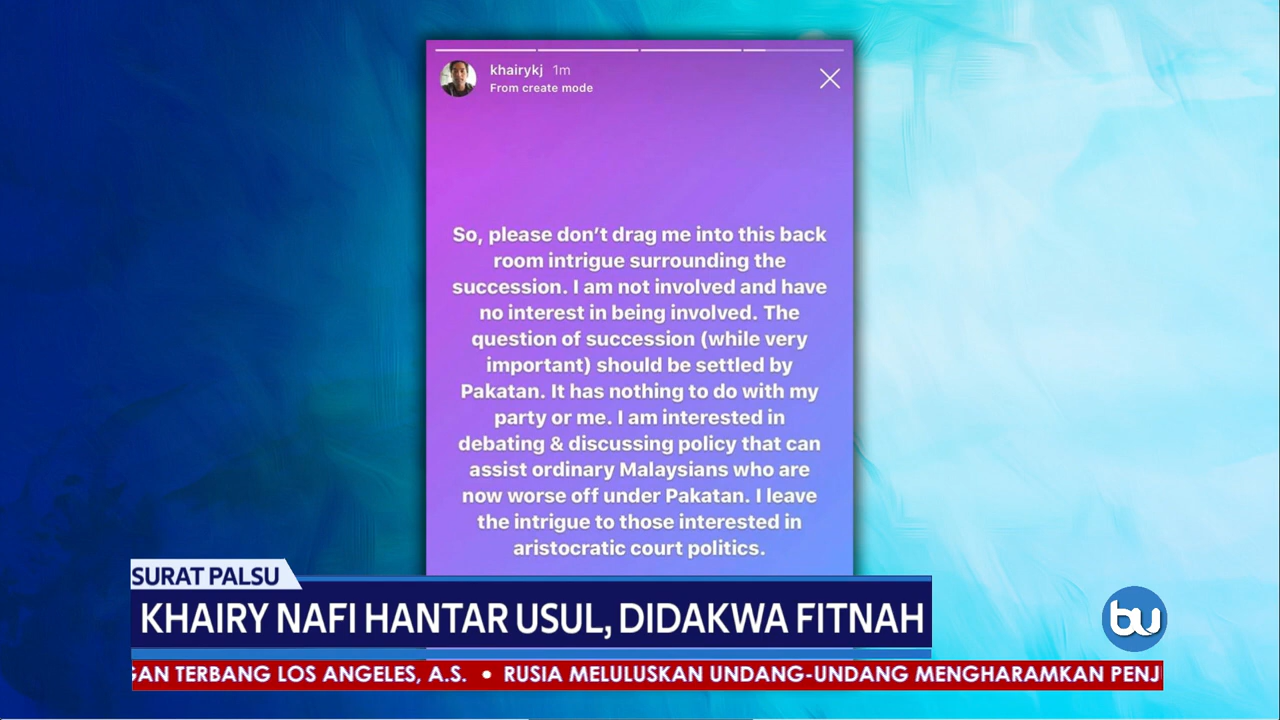 khairykj 1m
From create mode
So, please don't drag me into this back
room intrigue surrounding the
succession. I am not involved and have
no interest in being involved. The
question of succession (while very
important) should be settled by
Pakatan. It has nothing to do with my
party or me. I am interested in
debating & discussing policy that can
assist ordinary Malaysians who are
now worse off under Pakatan. I leave
the intrigue to those interested in
aristocratic court politics.
SURAT PALSU
KHAIRY NAFI HANTAR USUL, DIDAKWA FITNAH
bu
GAN TERBANG LOS ANGELES, A.S. • RUSIA MELULUSKAN UNDANG-UNDANG MENGHARAMKAN PENJ